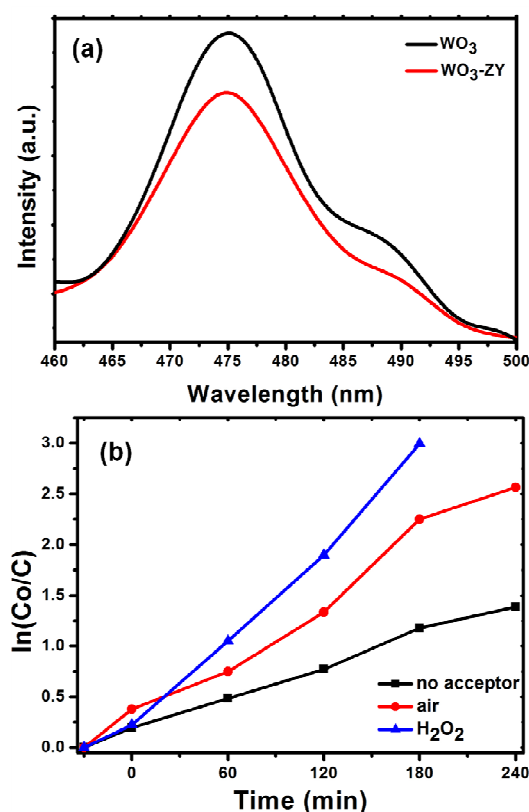 (a)
WO₃
WO₃-ZY
Intensity (a.u.)
460 465 470 475 480 485 490 495 500
Wavelength (nm)
(b)
3.0
2.5
2.0
1.5
1.0
0.5
0.0
ln(Co/C)
no acceptor
air
H₂O₂
0 60 120 180 240
Time (min)